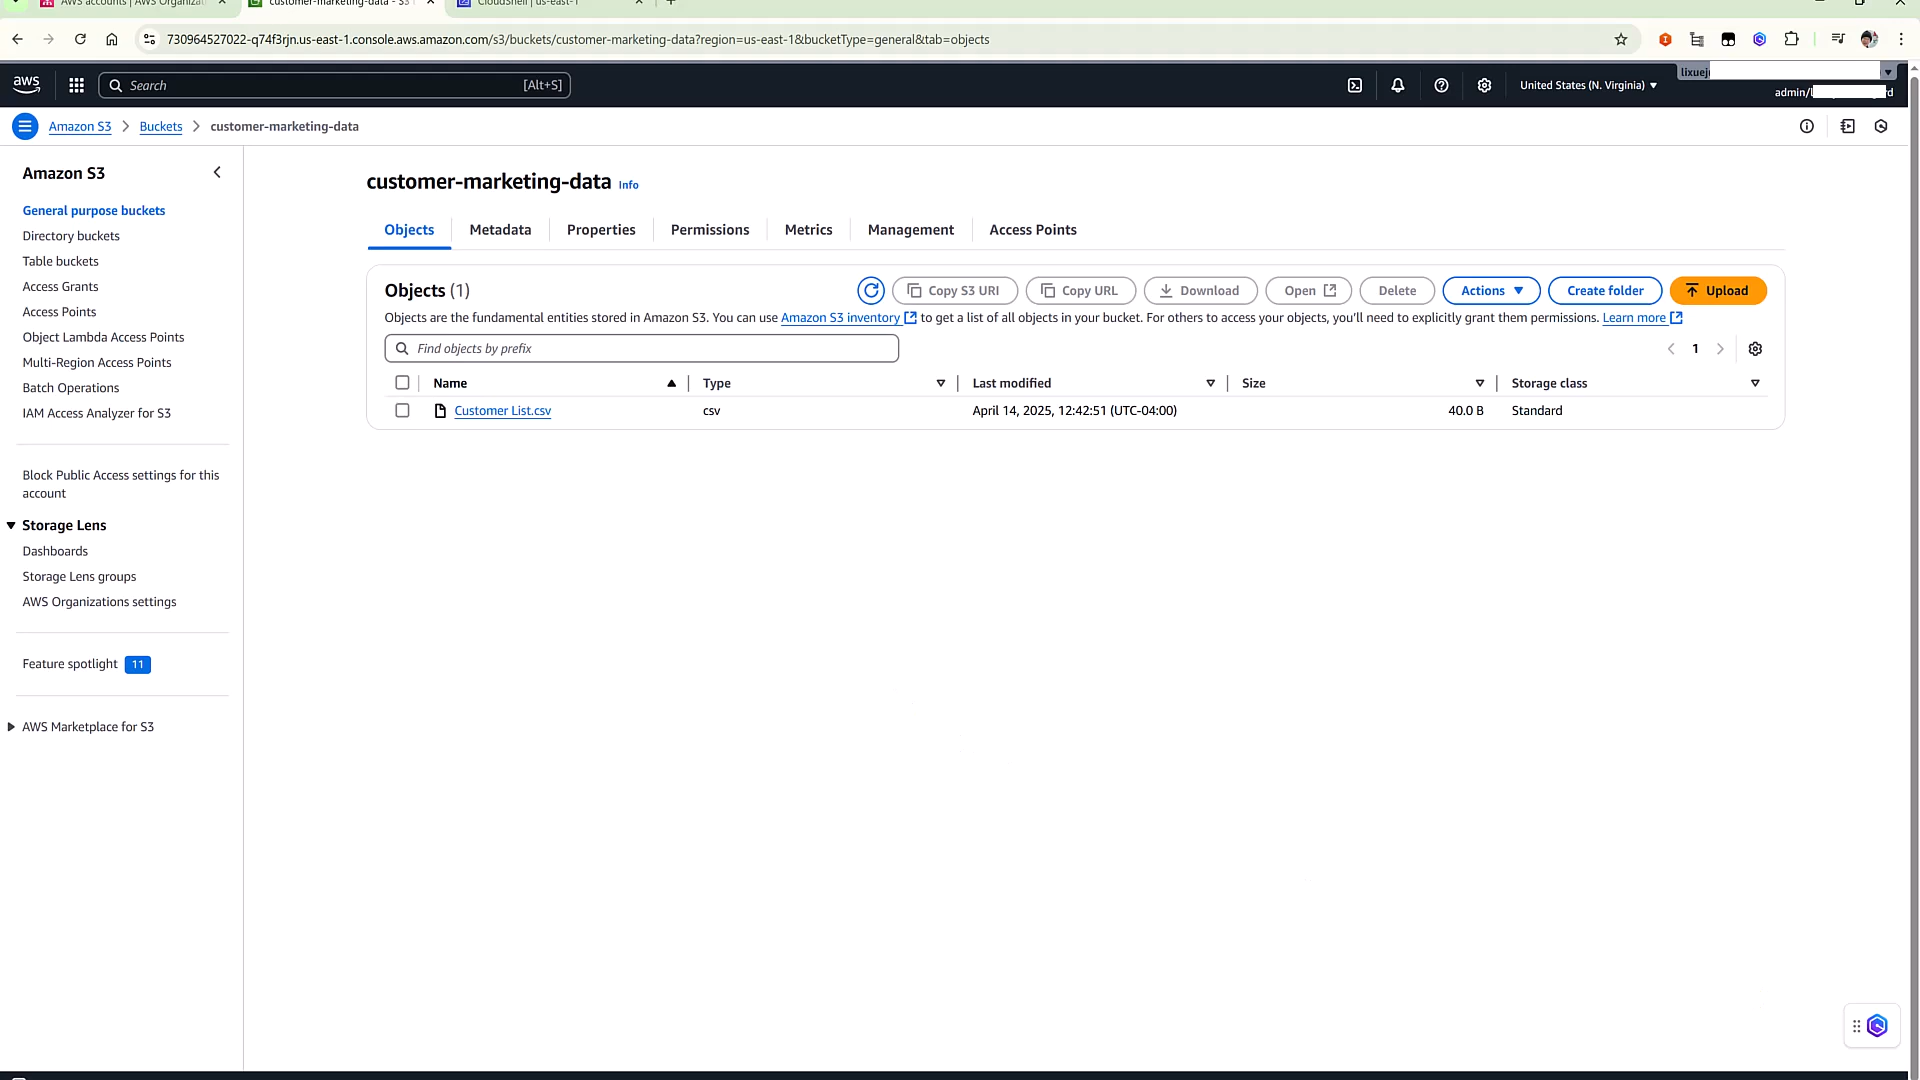 AWS accounts | AWS Organizat
customer-marketing-data - S3
CloudShell | us-east-1
730964527022-q74f3rjn.us-east-1.console.aws.amazon.com/s3/buckets/customer-marketing-data?region=us-east-1&bucketType=general&tab=objects
aws
Search [Alt+S]
United States (N. Virginia)
lixuej
admin/
Amazon S3 > Buckets > customer-marketing-data
Amazon S3
General purpose buckets
Directory buckets
Table buckets
Access Grants
Access Points
Object Lambda Access Points
Multi-Region Access Points
Batch Operations
IAM Access Analyzer for S3
Block Public Access settings for this
account
Storage Lens
Dashboards
Storage Lens groups
AWS Organizations settings
Feature spotlight 11
AWS Marketplace for S3
customer-marketing-data Info
Objects Metadata Properties Permissions Metrics Management Access Points
Objects (1) Copy S3 URI Copy URL Download Open Delete Actions Create folder Upload
Objects are the fundamental entities stored in Amazon S3. You can use Amazon S3 inventory to get a list of all objects in your bucket. For others to access your objects, you'll need to explicitly grant them permissions. Learn more
Find objects by prefix
1
Name Type Last modified Size Storage class
Customer List.csv csv April 14, 2025, 12:42:51 (UTC-04:00) 40.0 B Standard